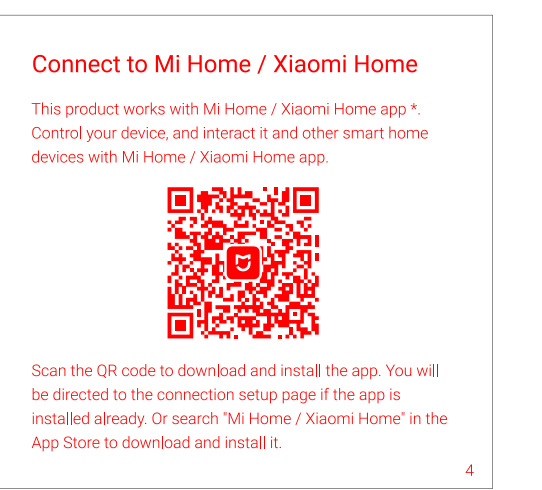 Connect to Mi Home / Xiaomi Home
This product works with Mi Home / Xiaomi Home app *.
Control your device, and interact it and other smart home
devices with Mi Home / Xiaomi Home app.
Scan the QR code to download and install the app. You will
be directed to the connection setup page if the app is
installed already. Or search "Mi Home / Xiaomi Home" in the
App Store to download and install it.
4